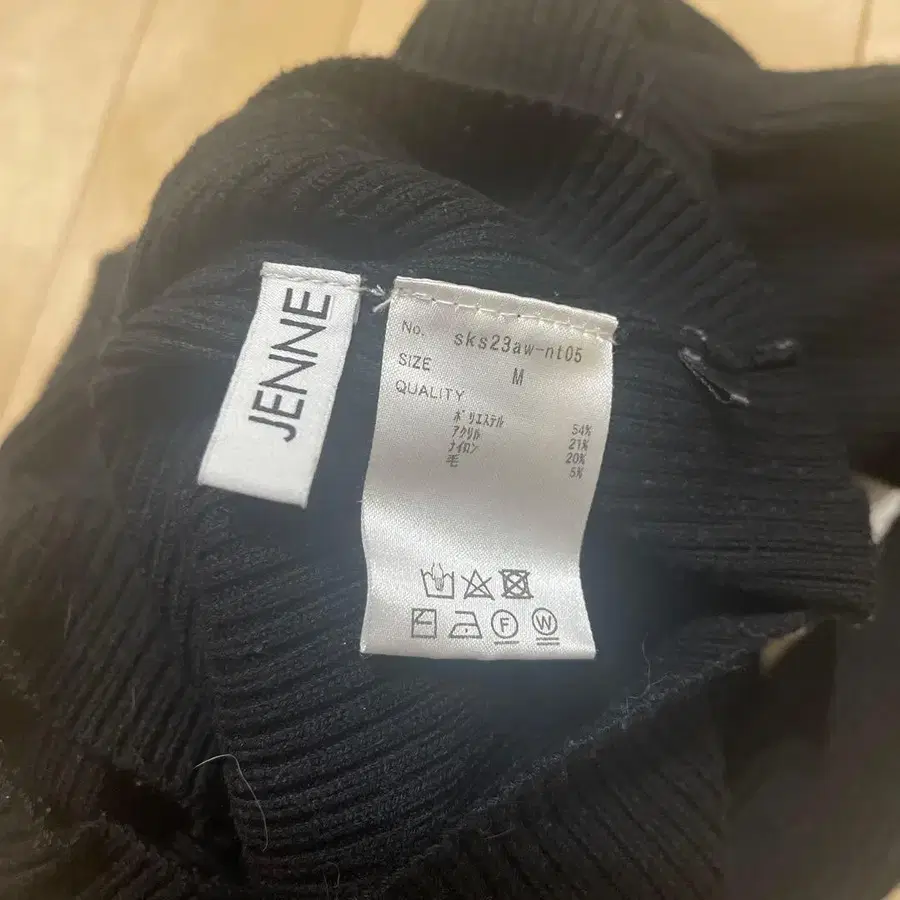 JENNE
No. sks23aw-nt05
SIZE M
QUALITY
ポリエステル 54%
アクリル 21%
ナイロン 20%
毛 5%
F W